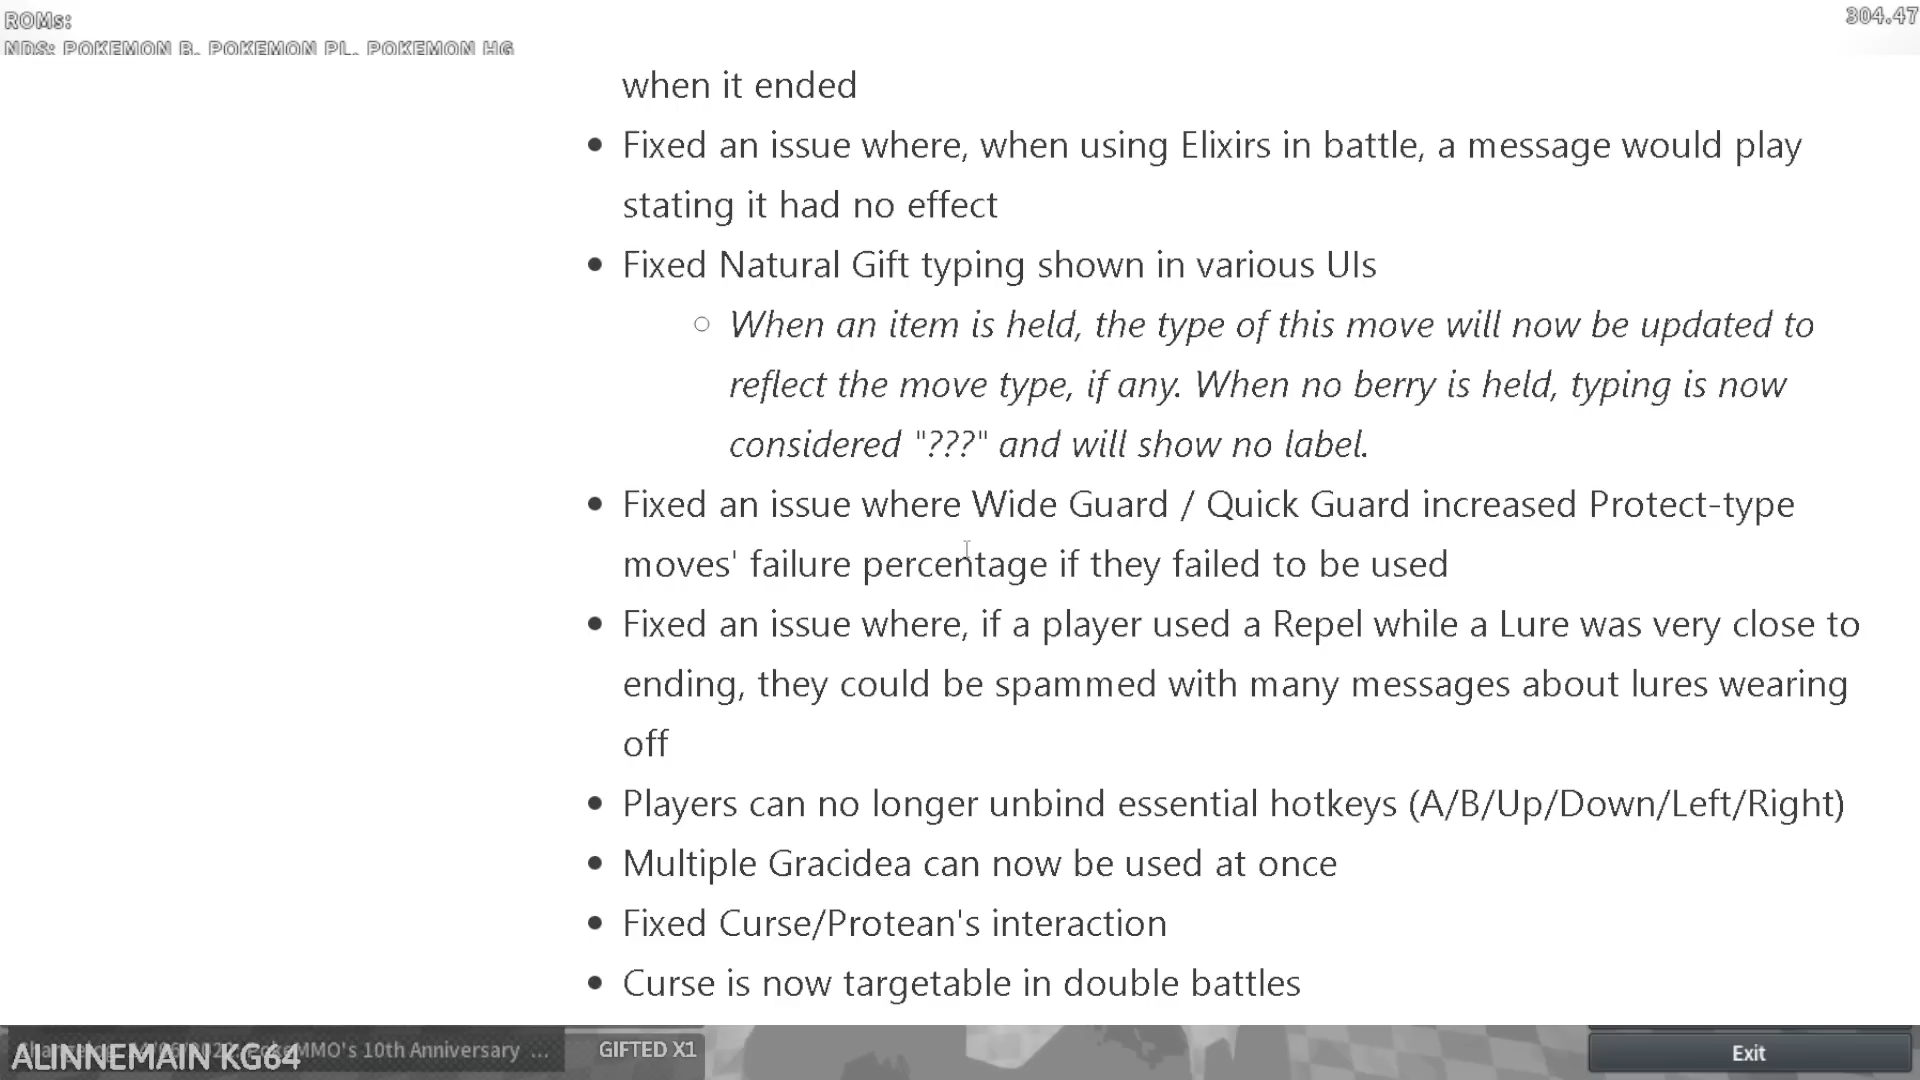 ROMs:
304.47
NDS: POKEMON B, POKEMON PL, POKEMON HG
when it ended
• Fixed an issue where, when using Elixirs in battle, a message would play
stating it had no effect
• Fixed Natural Gift typing shown in various UIs
○ When an item is held, the type of this move will now be updated to
reflect the move type, if any. When no berry is held, typing is now
considered "???" and will show no label.
• Fixed an issue where Wide Guard / Quick Guard increased Protect-type
moves' failure percentage if they failed to be used
• Fixed an issue where, if a player used a Repel while a Lure was very close to
ending, they could be spammed with many messages about lures wearing
off
• Players can no longer unbind essential hotkeys (A/B/Up/Down/Left/Right)
• Multiple Gracidea can now be used at once
• Fixed Curse/Protean's interaction
• Curse is now targetable in double battles
PokeMMO's 10th Anniversary ...
ALINNEMAIN KG64
GIFTED X1
Exit